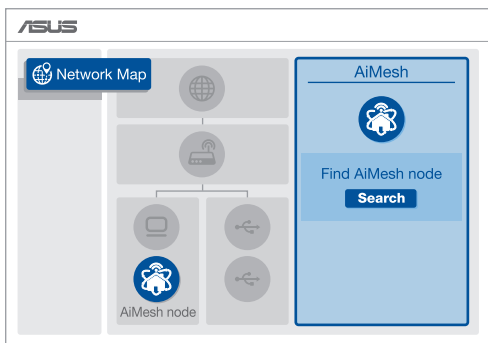 ASUS
Network Map
AiMesh
Find AiMesh node
Search
AiMesh node